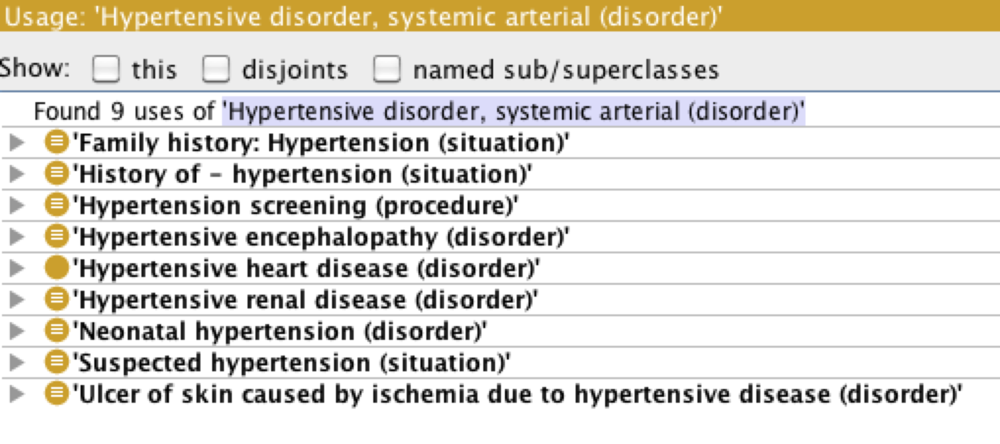 Usage: 'Hypertensive disorder, systemic arterial (disorder)'
Show: this disjoints named sub/superclasses
Found 9 uses of 'Hypertensive disorder, systemic arterial (disorder)'
'Family history: Hypertension (situation)'
'History of – hypertension (situation)'
'Hypertension screening (procedure)'
'Hypertensive encephalopathy (disorder)'
'Hypertensive heart disease (disorder)'
'Hypertensive renal disease (disorder)'
'Neonatal hypertension (disorder)'
'Suspected hypertension (situation)'
'Ulcer of skin caused by ischemia due to hypertensive disease (disorder)'